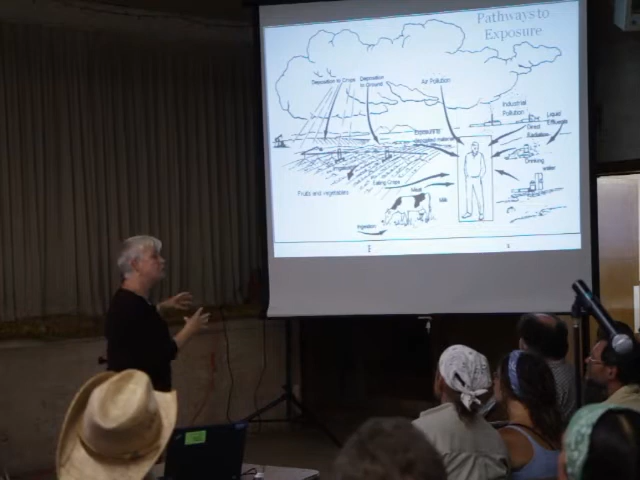 Pathways to
Exposure
Deposition to Crops
Deposition
to Ground
Air Pollution
Industrial
Pollution
Liquid
Effluents
Direct
Radiation
Drinking
water
Fruits and vegetables
Eating Crops
Meat
Milk
Ingestion